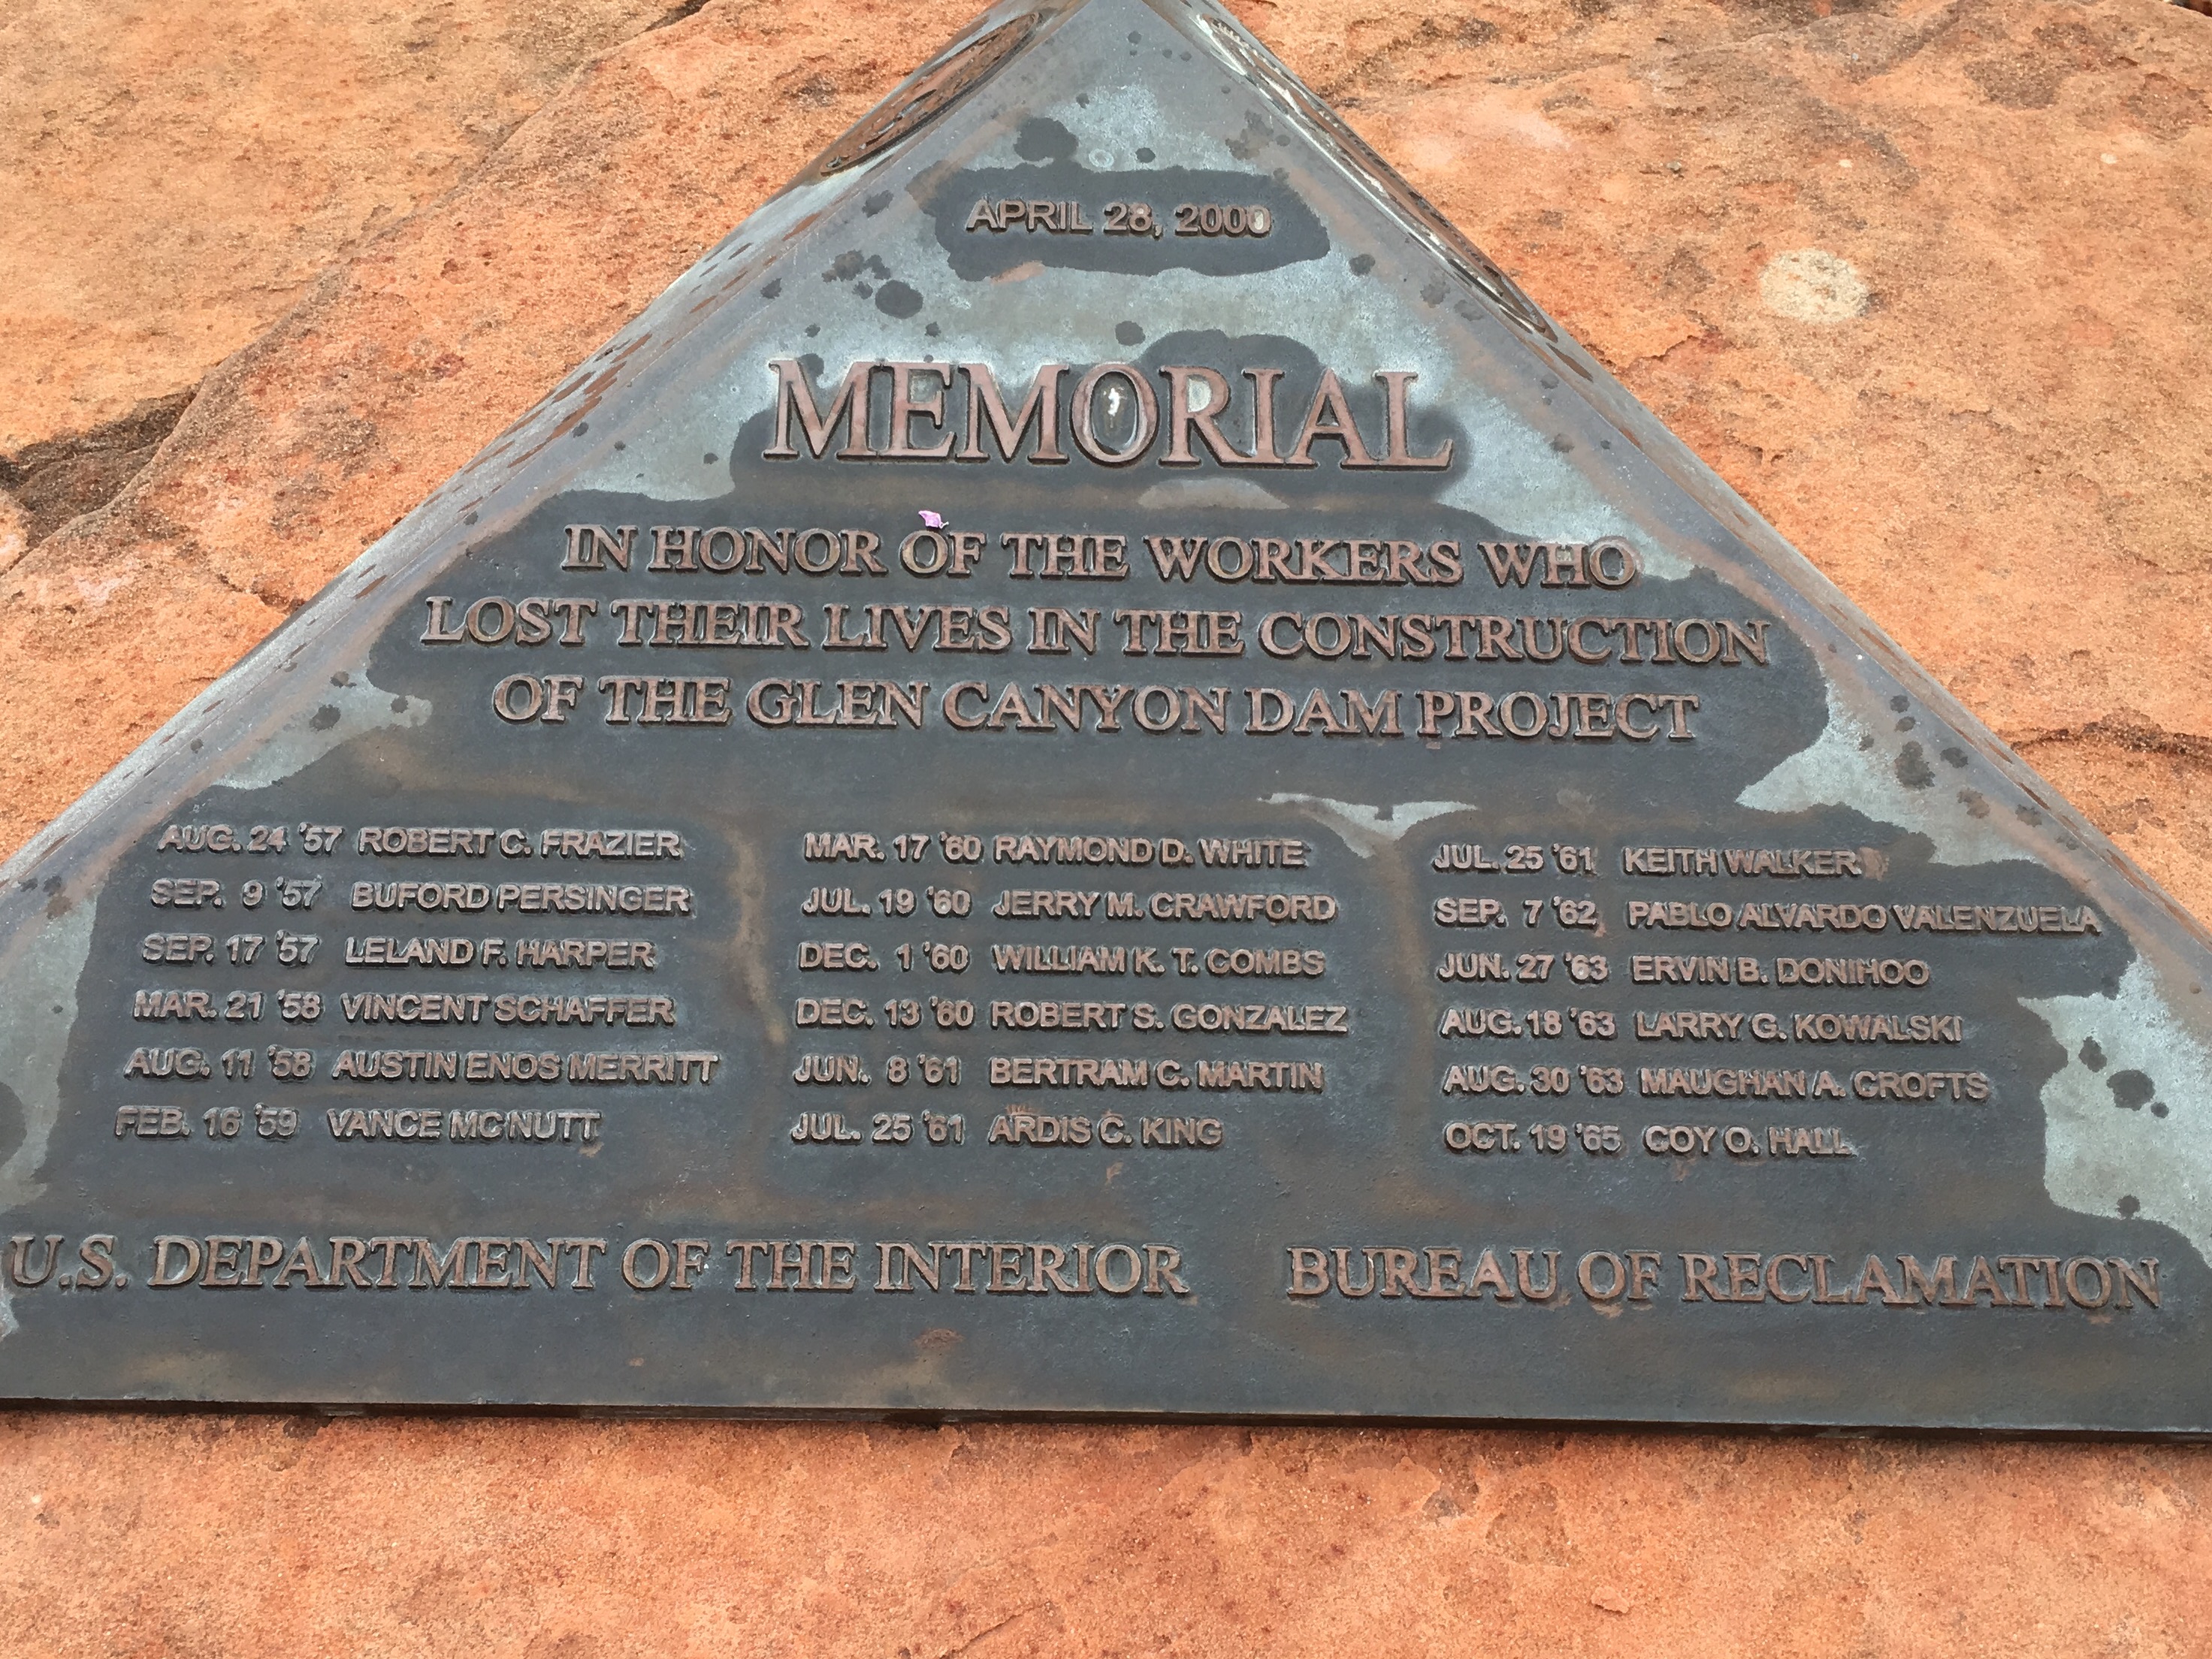 APRIL 28, 2000
MEMORIAL
IN HONOR OF THE WORKERS WHO
LOST THEIR LIVES IN THE CONSTRUCTION
OF THE GLEN CANYON DAM PROJECT
AUG. 24 '57 ROBERT C. FRAZIER
SEP. 9 '57 BUFORD PERSINGER
SEP. 17 '57 LELAND F. HARPER
MAR. 21 '58 VINCENT SCHAFFER
AUG. 11 '58 AUSTIN ENOS MERRITT
FEB. 16 '59 VANCE MCNUTT
MAR. 17 '60 RAYMOND D. WHITE
JUL. 19 '60 JERRY M. CRAWFORD
DEC. 1 '60 WILLIAM K. T. COMBS
DEC. 13 '60 ROBERT S. GONZALEZ
JUN. 8 '61 BERTRAM C. MARTIN
JUL. 25 '61 ARDIS C. KING
JUL. 25 '61 KEITH WALKER
SEP. 7 '62 PABLO ALVARDO VALENZUELA
JUN. 27 '63 ERVIN B. DONIHOO
AUG. 18 '63 LARRY G. KOWALSKI
AUG. 30 '63 MAUGHAN A. CROFTS
OCT. 19 '65 COY O. HALL
U.S. DEPARTMENT OF THE INTERIOR BUREAU OF RECLAMATION